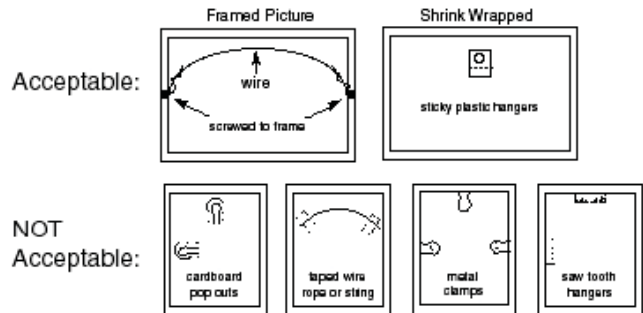 Framed Picture
Shrink Wrapped
Acceptable:
wire
screwed to frame
sticky plastic hangers
NOT
Acceptable:
cardboard
pop outs
taped wire
rope or string
metal
clamps
saw tooth
hangers